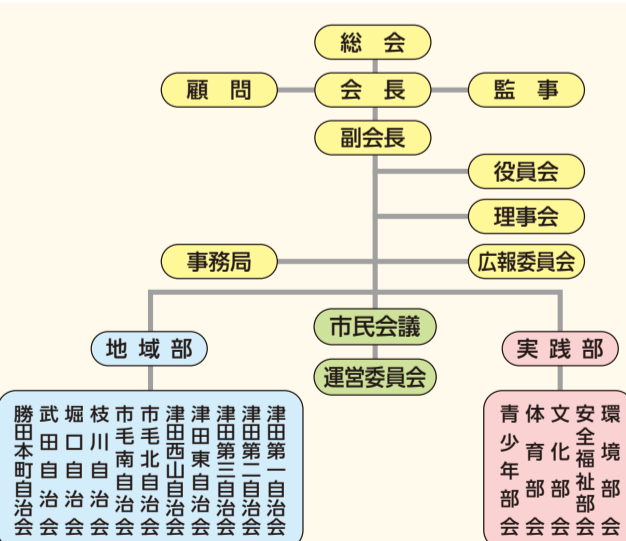 総会
顧問
会長
監事
副会長
役員会
理事会
事務局
広報委員会
地域部
市民会議
運営委員会
実践部
津田第一自治会
津田第二自治会
津田第三自治会
津田東自治会
津田西山自治会
市毛北自治会
市毛南自治会
枝川自治会
堀口自治会
武田自治会
勝田本町自治会
環境部会
安全福祉部会
文化部会
体育部会
青少年部会